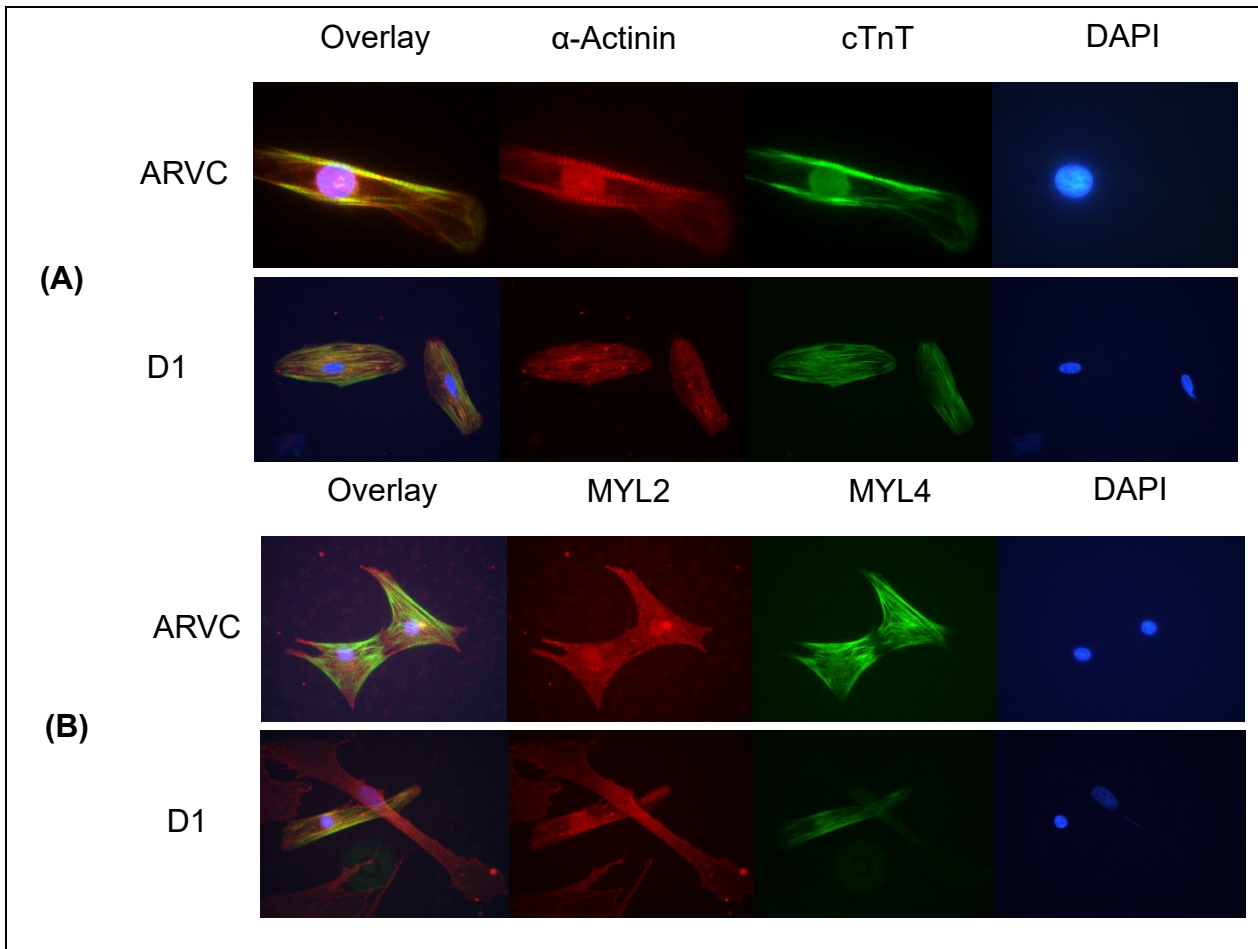 Overlay α-Actinin cTnT DAPI
ARVC
(A)
D1
Overlay MYL2 MYL4 DAPI
ARVC
(B)
D1